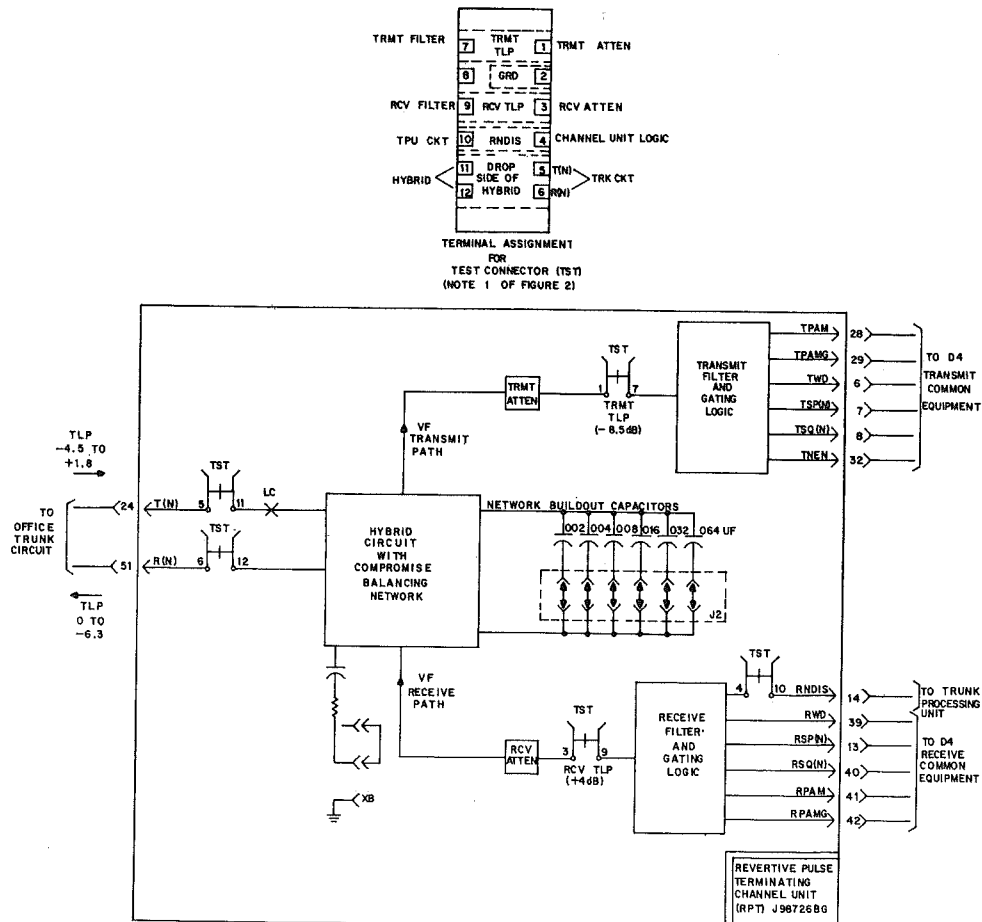 TRMT FILTER 7 TRMT TLP 1 TRMT ATTEN
8 GRD 2
RCV FILTER 9 RCV TLP 3 RCV ATTEN
TPU CKT 10 RNDIS 4 CHANNEL UNIT LOGIC
HYBRID 11 DROP SIDE OF HYBRID 5 T(N) TRK CKT
12 6 R(N)
TERMINAL ASSIGNMENT
FOR
TEST CONNECTOR (TST)
(NOTE 1 OF FIGURE 2)
TRMT
ATTEN
TST
1 7
TRMT
TLP
(-8.5dB)
TRANSMIT
FILTER
AND
GATING
LOGIC
TPAM 28
TPAMG 29
TWD 6
TSP(N) 7
TSQ(N) 8
TNEN 32
TO D4
TRANSMIT
COMMON
EQUIPMENT
VF
TRANSMIT
PATH
TLP
-4.5 TO
+1.8
TO
OFFICE
TRUNK
CIRCUIT
24 T(N) 5 TST 11 LC
51 R(N) 6 TST 12
TLP
0 TO
-6.3
HYBRID
CIRCUIT
WITH
COMPROMISE
BALANCING
NETWORK
NETWORK BUILDOUT CAPACITORS
.002 .004 .008 .016 .032 .064 UF
J2
VF
RECEIVE
PATH
XB
RCV
ATTEN
TST
3 9
RCV TLP
(+4dB)
RECEIVE
FILTER
AND
GATING
LOGIC
TST
4 10 RNDIS 14
RWD 39
RSP(N) 13
RSQ(N) 40
RPAM 41
RPAMG 42
TO TRUNK
PROCESSING
UNIT
TO D4
RECEIVE
COMMON
EQUIPMENT
REVERTIVE PULSE
TERMINATING
CHANNEL UNIT
(RPT) J98726BG